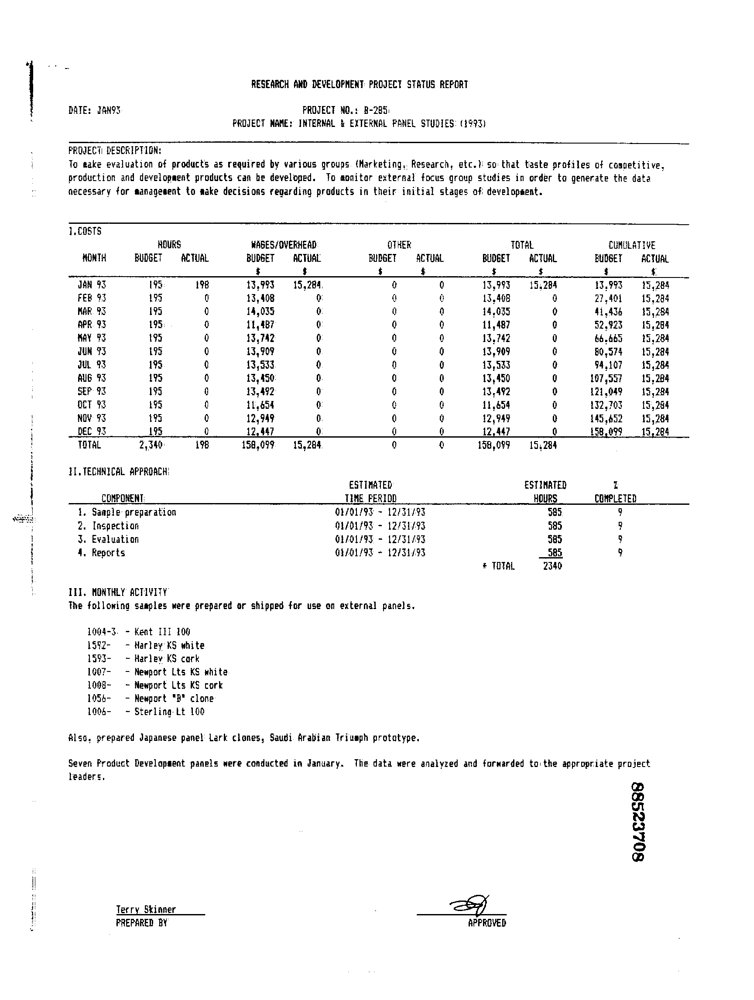 RESEARCH AND DEVELOPMENT PROJECT STATUS REPORT
DATE: JAN93 PROJECT NO.: B-285
PROJECT NAME: INTERNAL & EXTERNAL PANEL STUDIES (1993)
PROJECT DESCRIPTION:
To make evaluation of products as required by various groups (Marketing, Research, etc.) so that taste profiles of competitive,
production and development products can be developed. To monitor external focus group studies in order to generate the data
necessary for management to make decisions regarding products in their initial stages of development.
I.COSTS
HOURS WAGES/OVERHEAD OTHER TOTAL CUMULATIVE
MONTH BUDGET ACTUAL BUDGET ACTUAL BUDGET ACTUAL BUDGET ACTUAL BUDGET ACTUAL
$ $ $ $ $ $ $ $
JAN 93 195 198 13,993 15,284 0 0 13,993 15,284 13,993 15,284
FEB 93 195 0 13,408 0 0 0 13,408 0 27,401 15,284
MAR 93 195 0 14,035 0 0 0 14,035 0 41,436 15,284
APR 93 195 0 11,487 0 0 0 11,487 0 52,923 15,284
MAY 93 195 0 13,742 0 0 0 13,742 0 66,665 15,284
JUN 93 195 0 13,909 0 0 0 13,909 0 80,574 15,284
JUL 93 195 0 13,533 0 0 0 13,533 0 94,107 15,284
AUG 93 195 0 13,450 0 0 0 13,450 0 107,557 15,284
SEP 93 195 0 13,492 0 0 0 13,492 0 121,049 15,284
OCT 93 195 0 11,654 0 0 0 11,654 0 132,703 15,284
NOV 93 195 0 12,949 0 0 0 12,949 0 145,652 15,284
DEC 93 195 0 12,447 0 0 0 12,447 0 158,099 15,284
TOTAL 2,340 198 158,099 15,284 0 0 158,099 15,284
II.TECHNICAL APPROACH
ESTIMATED ESTIMATED %
COMPONENT TIME PERIOD HOURS COMPLETED
1. Sample preparation 01/01/93 - 12/31/93 585 9
2. Inspection 01/01/93 - 12/31/93 585 9
3. Evaluation 01/01/93 - 12/31/93 585 9
4. Reports 01/01/93 - 12/31/93 585 9
* TOTAL 2340
III. MONTHLY ACTIVITY
The following samples were prepared or shipped for use on external panels.
1004-3 - Kent III 100
1592- - Harley KS white
1593- - Harley KS cork
1007- - Newport Lts KS white
1008- - Newport Lts KS cork
1056- - Newport "B" clone
1006- - Sterling Lt 100
Also, prepared Japanese panel Lark clones, Saudi Arabian Triumph prototype.
Seven Product Development panels were conducted in January. The data were analyzed and forwarded to the appropriate project
leaders.
88523708
Terry Skinner
PREPARED BY APPROVED